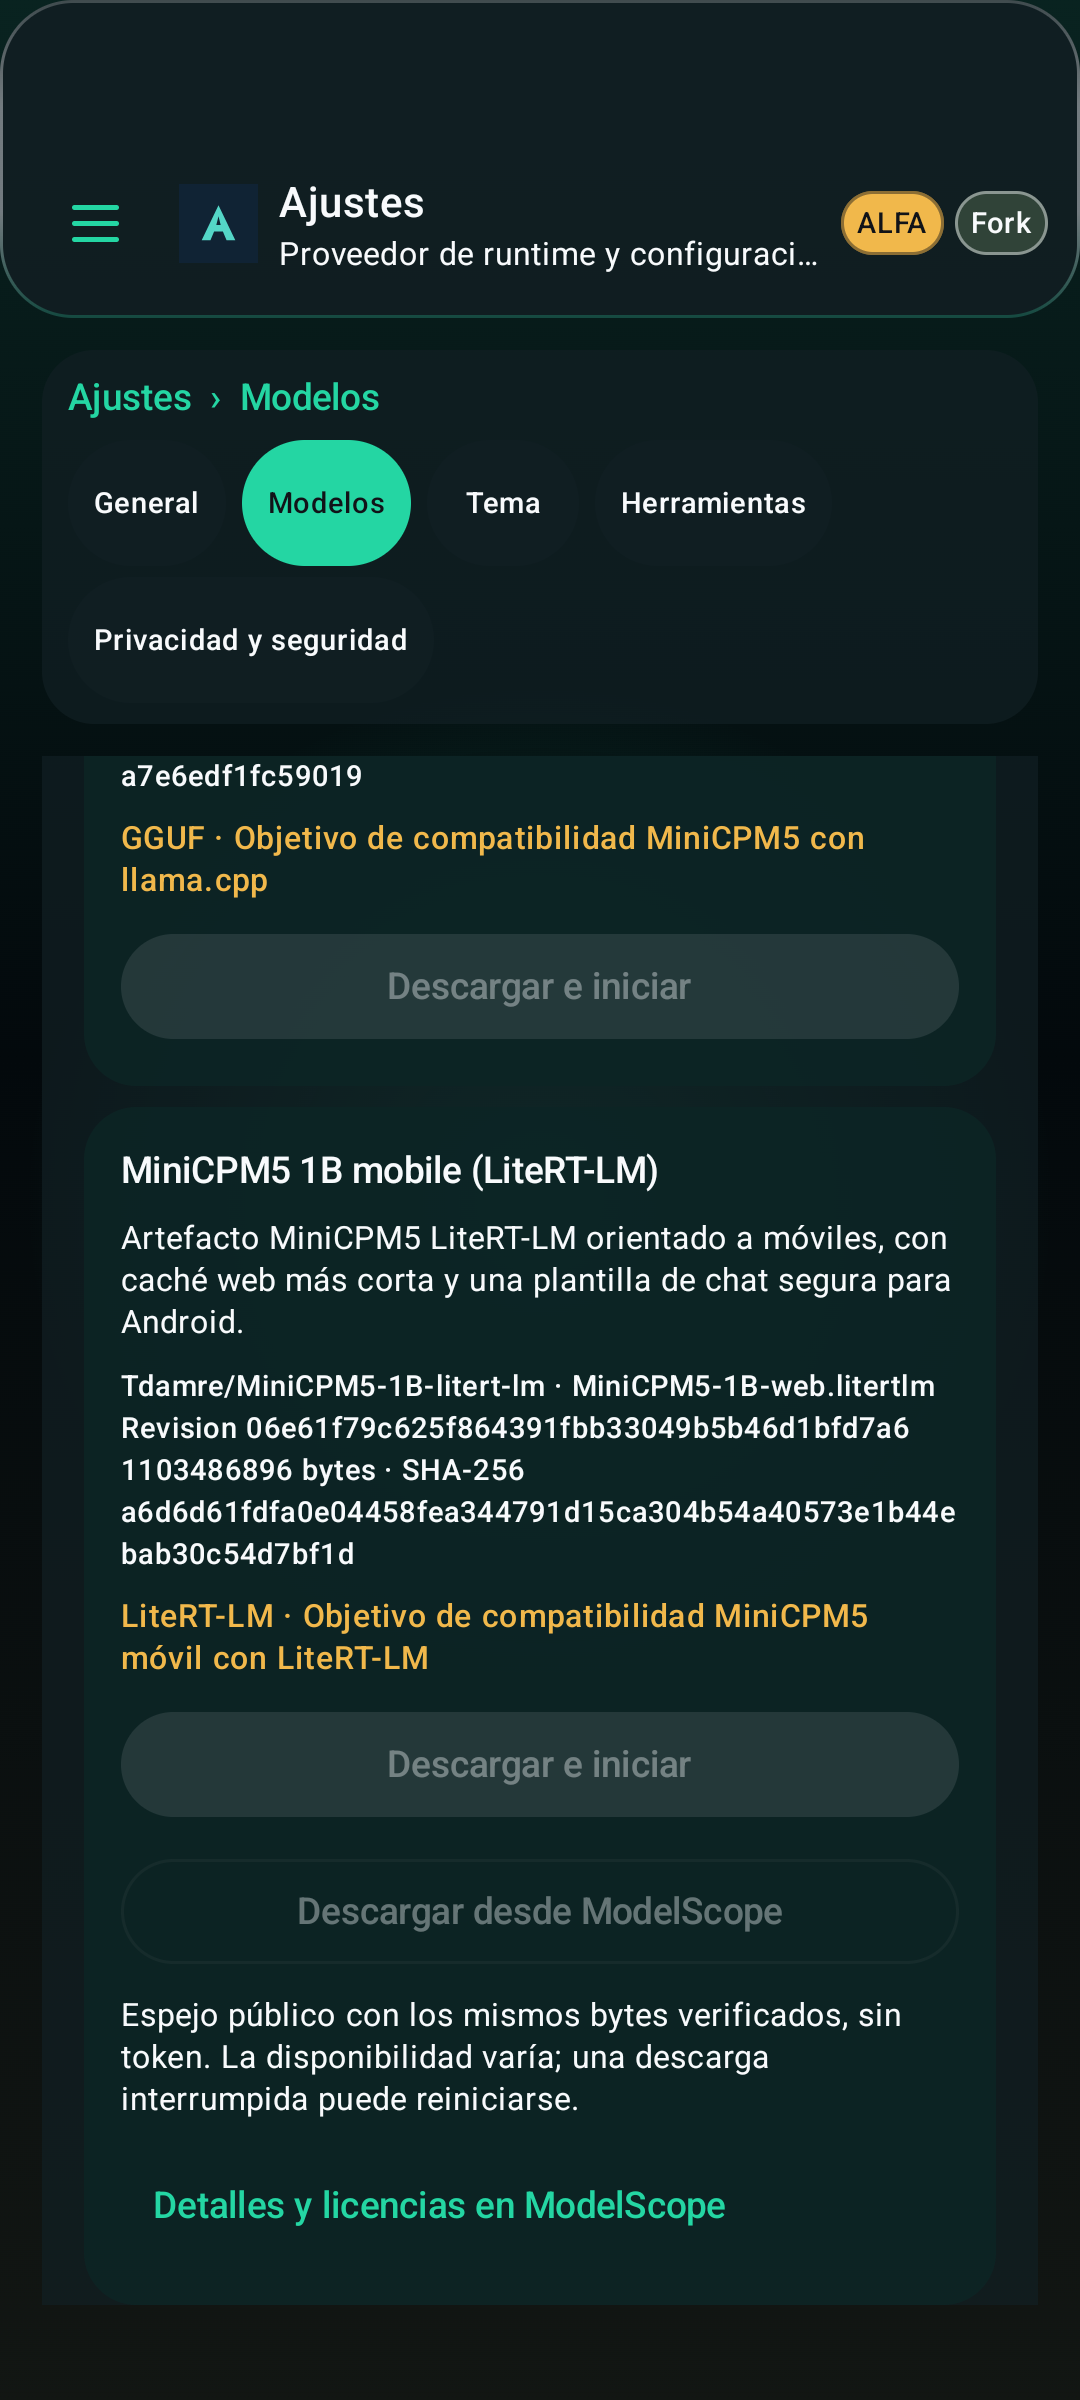 Ajustes
Proveedor de runtime y configuraci…
ALFA
Fork
Ajustes › Modelos
General
Modelos
Tema
Herramientas
Privacidad y seguridad
a7e6edf1fc59019
GGUF · Objetivo de compatibilidad MiniCPM5 con
llama.cpp
Descargar e iniciar
MiniCPM5 1B mobile (LiteRT-LM)
Artefacto MiniCPM5 LiteRT-LM orientado a móviles, con
caché web más corta y una plantilla de chat segura para
Android.
Tdamre/MiniCPM5-1B-litert-lm · MiniCPM5-1B-web.litertlm
Revision 06e61f79c625f864391fbb33049b5b46d1bfd7a6
1103486896 bytes · SHA-256
a6d6d61fdfa0e04458fea344791d15ca304b54a40573e1b44e
bab30c54d7bf1d
LiteRT-LM · Objetivo de compatibilidad MiniCPM5
móvil con LiteRT-LM
Descargar e iniciar
Descargar desde ModelScope
Espejo público con los mismos bytes verificados, sin
token. La disponibilidad varía; una descarga
interrumpida puede reiniciarse.
Detalles y licencias en ModelScope